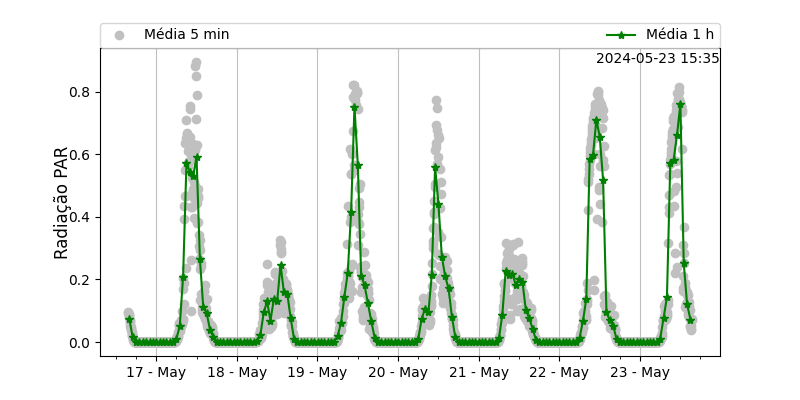 Média 5 min
Média 1 h
2024-05-23 15:35
Radiação PAR
0.8
0.6
0.4
0.2
0.0
17 - May
18 - May
19 - May
20 - May
21 - May
22 - May
23 - May